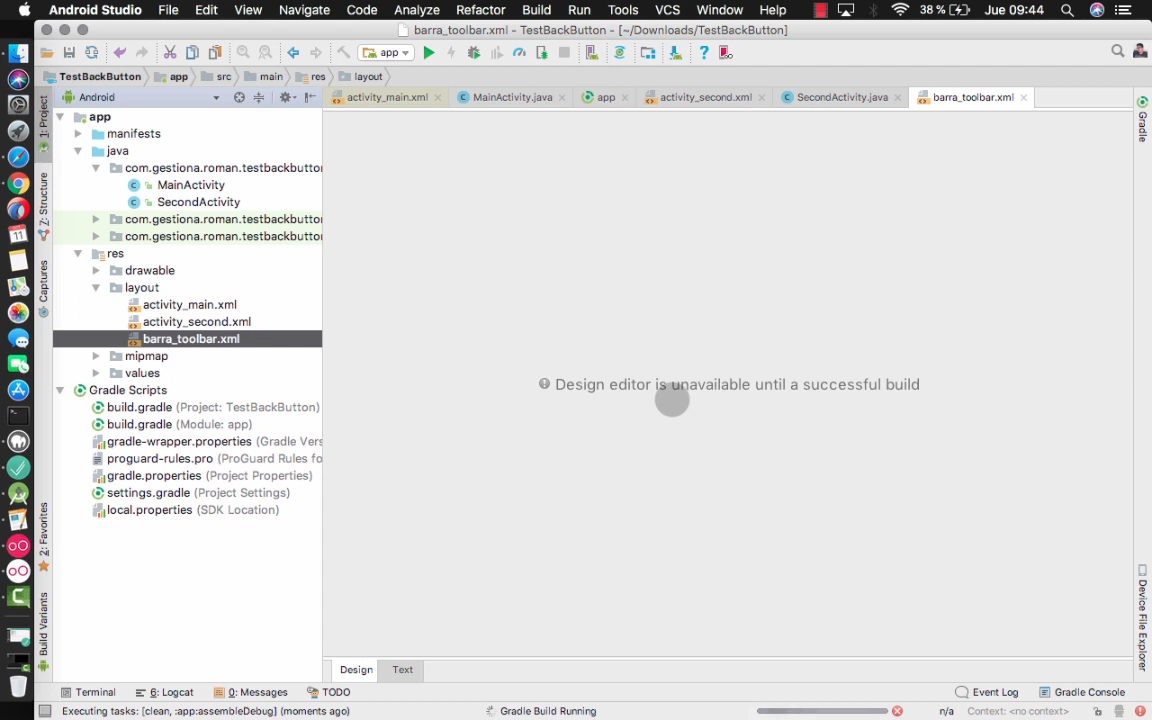 Android Studio File Edit View Navigate Code Analyze Refactor Build Run Tools VCS Window Help 38 % Jue 09:44
barra_toolbar.xml - TestBackButton - [~/Downloads/TestBackButton]
app
TestBackButton app src main res layout
Android
activity_main.xml MainActivity.java app activity_second.xml SecondActivity.java barra_toolbar.xml
1: Project
7: Structure
Captures
2: Favorites
Build Variants
app
manifests
java
com.gestiona.roman.testbackbutto
MainActivity
SecondActivity
com.gestiona.roman.testbackbutto
com.gestiona.roman.testbackbutto
res
drawable
layout
activity_main.xml
activity_second.xml
barra_toolbar.xml
mipmap
values
Gradle Scripts
build.gradle (Project: TestBackButton)
build.gradle (Module: app)
gradle-wrapper.properties (Gradle Vers
proguard-rules.pro (ProGuard Rules fo
gradle.properties (Project Properties)
settings.gradle (Project Settings)
local.properties (SDK Location)
Design editor is unavailable until a successful build
Gradle
Device File Explorer
Design Text
Terminal 6: Logcat 0: Messages TODO Event Log Gradle Console
Executing tasks: [clean, :app:assembleDebug] (moments ago) Gradle Build Running n/a Context: <no context>
11